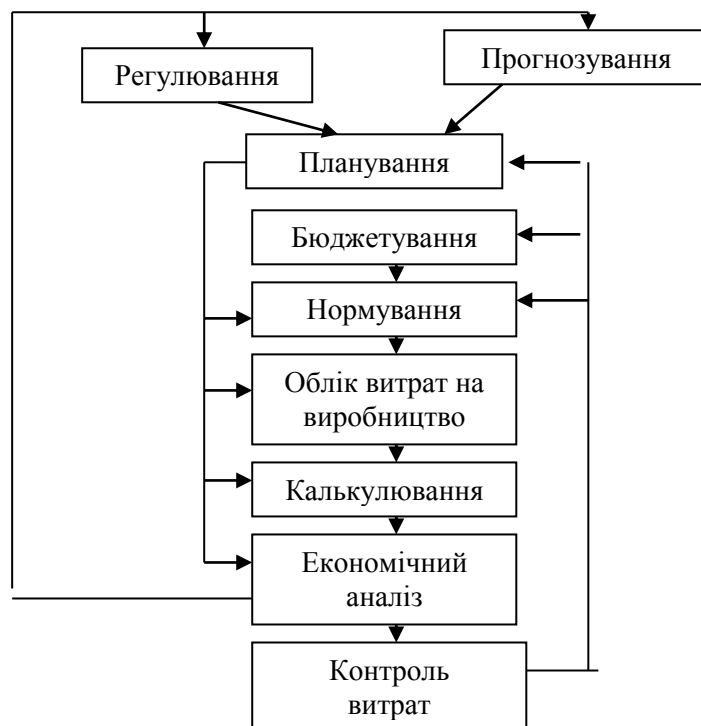 Регулювання
Прогнозування
Планування
Бюджетування
Нормування
Облік витрат на
виробництво
Калькулювання
Економічний
аналіз
Контроль
витрат